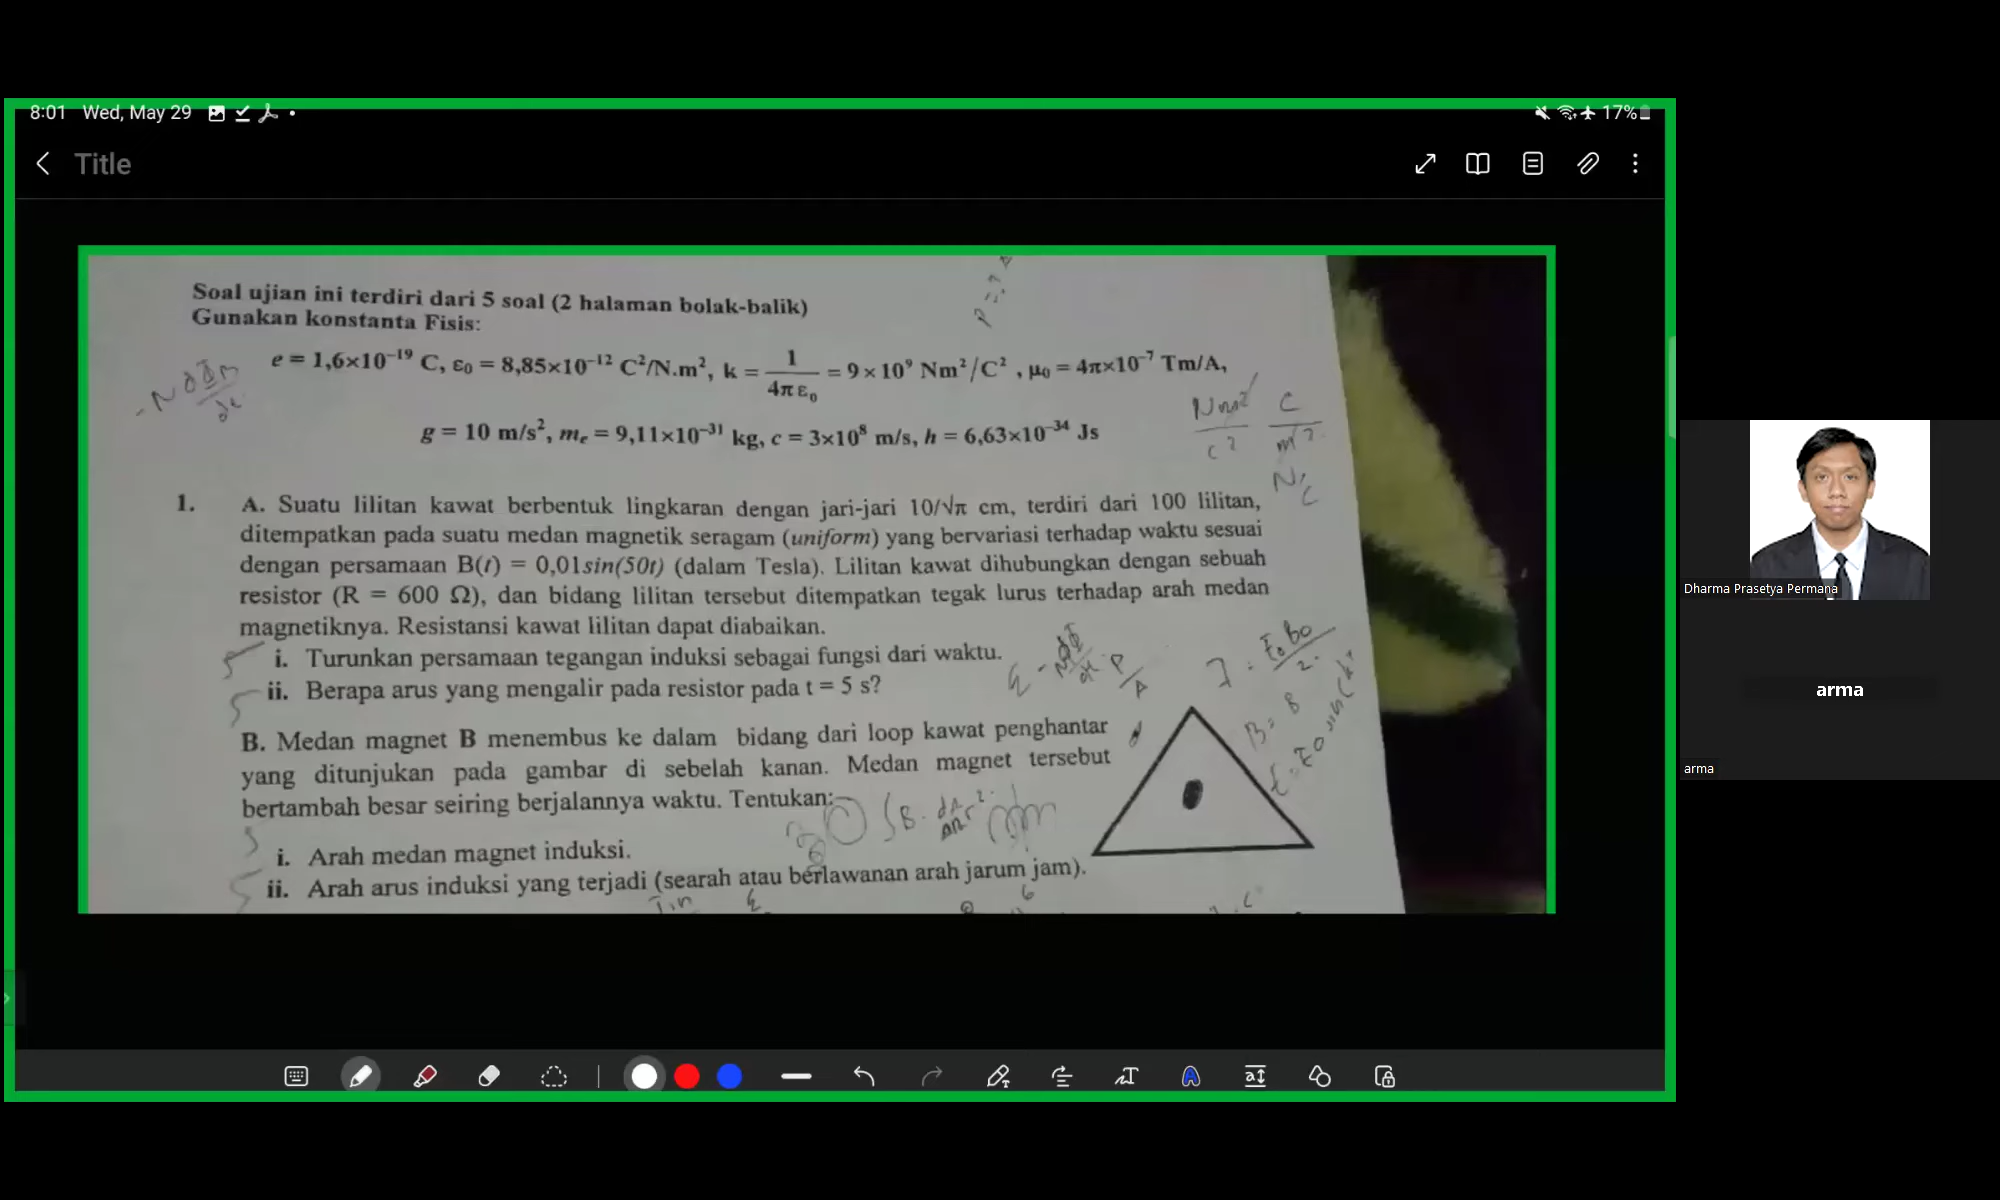 8:01 Wed, May 29
17%
Title
Soal ujian ini terdiri dari 5 soal (2 halaman bolak-balik)
Gunakan konstanta Fisis:
e = 1,6×10⁻¹⁹ C, ε₀ = 8,85×10⁻¹² C²/N.m², k = 1/(4π ε₀) = 9 × 10⁹ Nm²/C² , μ₀ = 4π×10⁻⁷ Tm/A,
g = 10 m/s², mₑ = 9,11×10⁻³¹ kg, c = 3×10⁸ m/s, h = 6,63×10⁻³⁴ Js
1. A. Suatu lilitan kawat berbentuk lingkaran dengan jari-jari 10/√π cm, terdiri dari 100 lilitan,
ditempatkan pada suatu medan magnetik seragam (uniform) yang bervariasi terhadap waktu sesuai
dengan persamaan B(t) = 0,01sin(50t) (dalam Tesla). Lilitan kawat dihubungkan dengan sebuah
resistor (R = 600 Ω), dan bidang lilitan tersebut ditempatkan tegak lurus terhadap arah medan
magnetiknya. Resistansi kawat lilitan dapat diabaikan.
i. Turunkan persamaan tegangan induksi sebagai fungsi dari waktu.
ii. Berapa arus yang mengalir pada resistor pada t = 5 s?
B. Medan magnet B menembus ke dalam bidang dari loop kawat penghantar
yang ditunjukan pada gambar di sebelah kanan. Medan magnet tersebut
bertambah besar seiring berjalannya waktu. Tentukan:
i. Arah medan magnet induksi.
ii. Arah arus induksi yang terjadi (searah atau berlawanan arah jarum jam).
Dharma Prasetya Permana
arma
arma